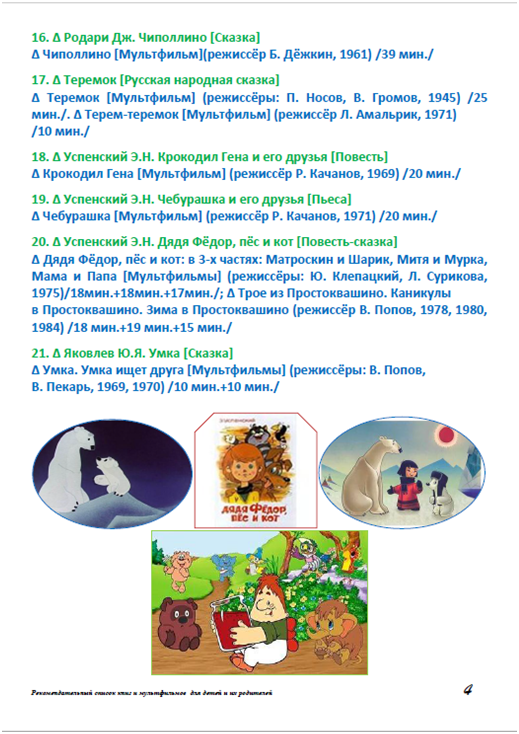 16. Δ Родари Дж. Чиполлино [Сказка]
Δ Чиполлино [Мультфильм](режиссёр Б. Дёжкин, 1961) /39 мин./
17. Δ Теремок [Русская народная сказка]
Δ Теремок [Мультфильм] (режиссёры: П. Носов, В. Громов, 1945) /25
мин./. Δ Терем-теремок [Мультфильм] (режиссёр Л. Амальрик, 1971)
/10 мин./
18. Δ Успенский Э.Н. Крокодил Гена и его друзья [Повесть]
Δ Крокодил Гена [Мультфильм] (режиссёр Р. Качанов, 1969) /20 мин./
19. Δ Успенский Э.Н. Чебурашка и его друзья [Пьеса]
Δ Чебурашка [Мультфильм] (режиссёр Р. Качанов, 1971) /20 мин./
20. Δ Успенский Э.Н. Дядя Фёдор, пёс и кот [Повесть-сказка]
Δ Дядя Фёдор, пёс и кот: в 3-х частях: Матроскин и Шарик, Митя и Мурка,
Мама и Папа [Мультфильмы] (режиссёры: Ю. Клепацкий, Л. Сурикова,
1975)/18мин.+18мин.+17мин./; Δ Трое из Простоквашино. Каникулы
в Простоквашино. Зима в Простоквашино (режиссёр В. Попов, 1978, 1980,
1984) /18 мин.+19 мин.+15 мин./
21. Δ Яковлев Ю.Я. Умка [Сказка]
Δ Умка. Умка ищет друга [Мультфильмы] (режиссёры: В. Попов,
В. Пекарь, 1969, 1970) /10 мин.+10 мин./
Э.УСПЕНСКИЙ
ДЯДЯ ФЁДОР,
ПЁС И КОТ
Рекомендательный список книг и мультфильмов для детей и их родителей
4